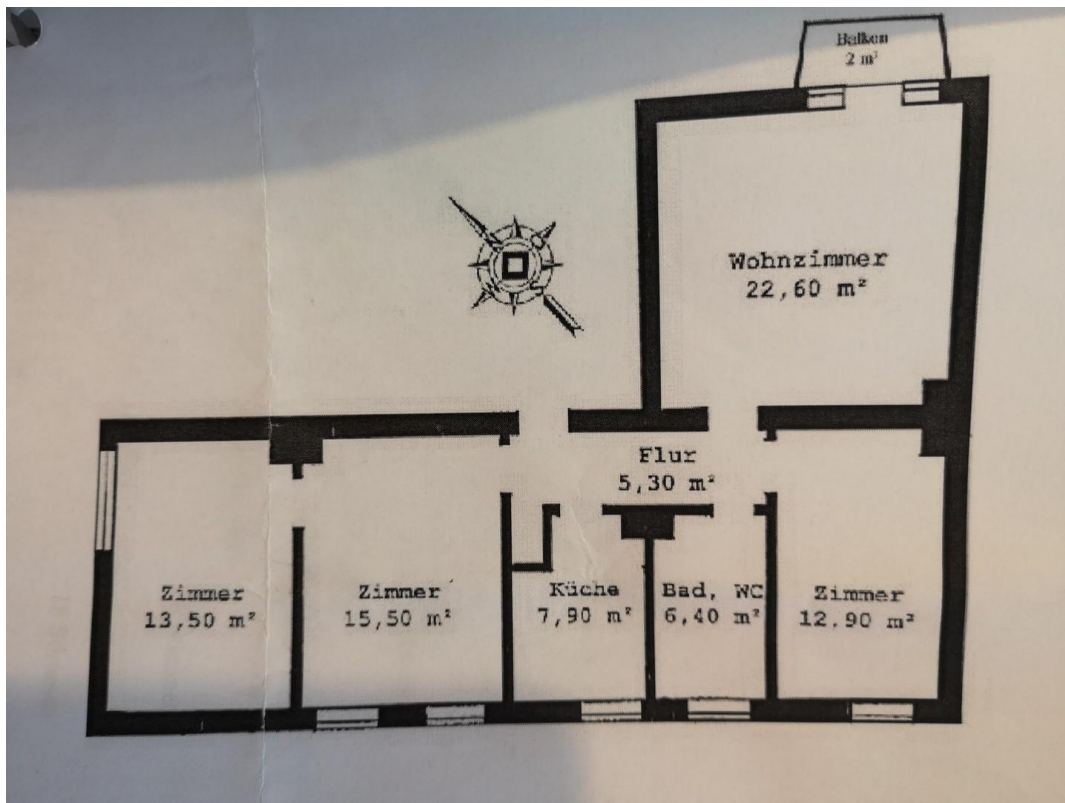 Balkon
2 m²
Wohnzimmer
22,60 m²
Flur
5,30 m²
Zimmer
13,50 m²
Zimmer
15,50 m²
Küche
7,90 m²
Bad, WC
6,40 m²
Zimmer
12.90 m²